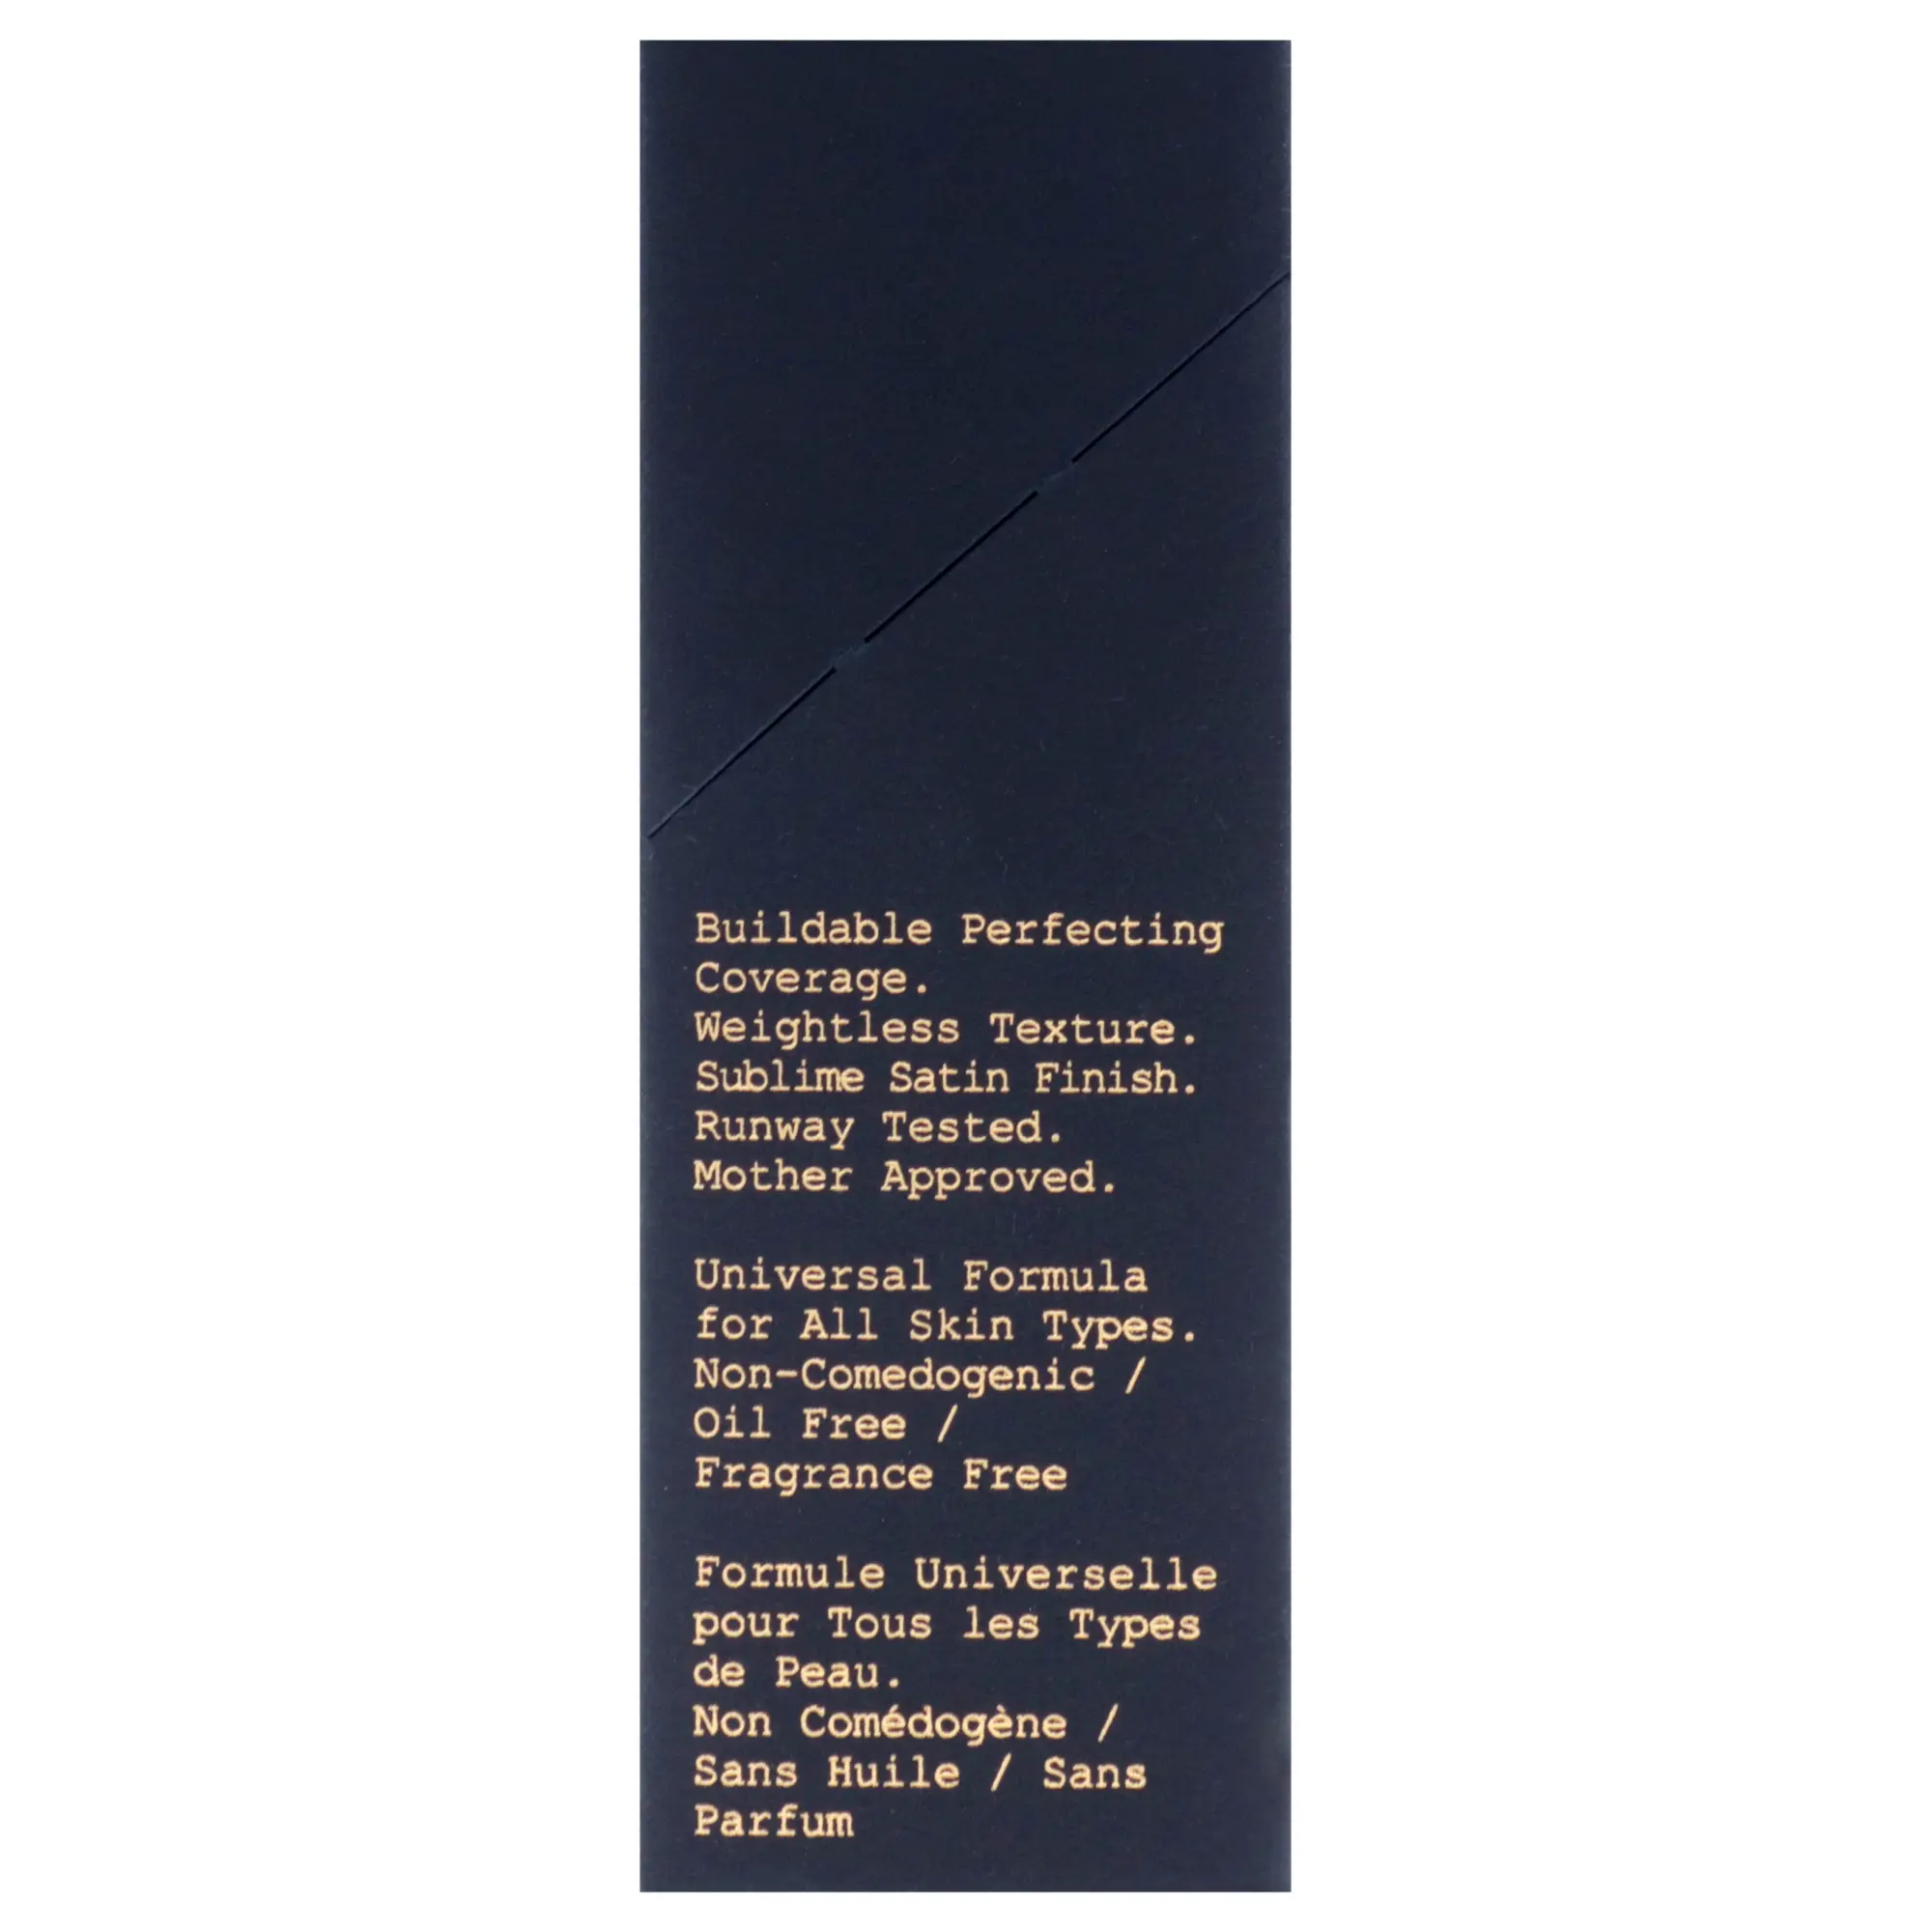 Buildable Perfecting
Coverage.
Weightless Texture.
Sublime Satin Finish.
Runway Tested.
Mother Approved.
Universal Formula
for All Skin Types.
Non-Comedogenic /
Oil Free /
Fragrance Free
Formule Universelle
pour Tous les Types
de Peau.
Non Comédogène /
Sans Huile / Sans
Parfum